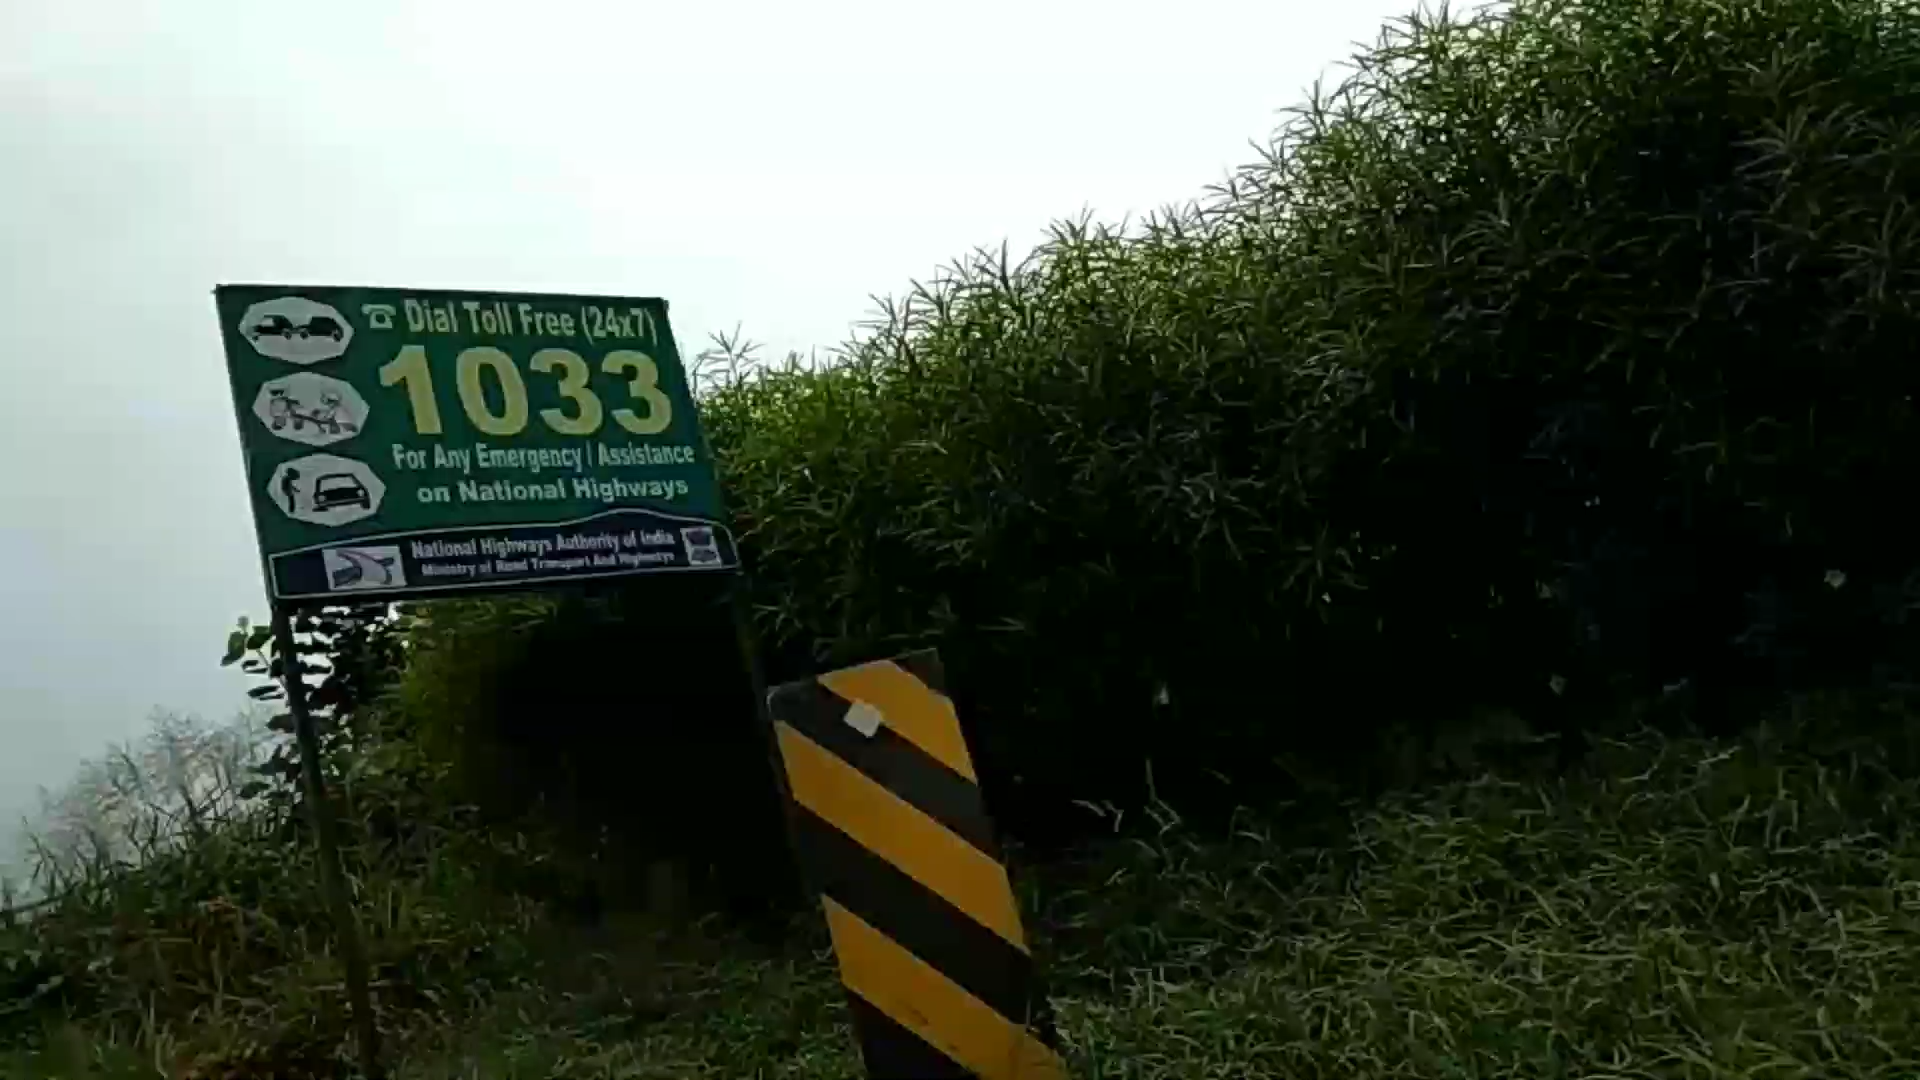 Dial Toll Free (24x7)
1033
For Any Emergency / Assistance
on National Highways
National Highways Authority of India
Ministry of Road Transport And Highways